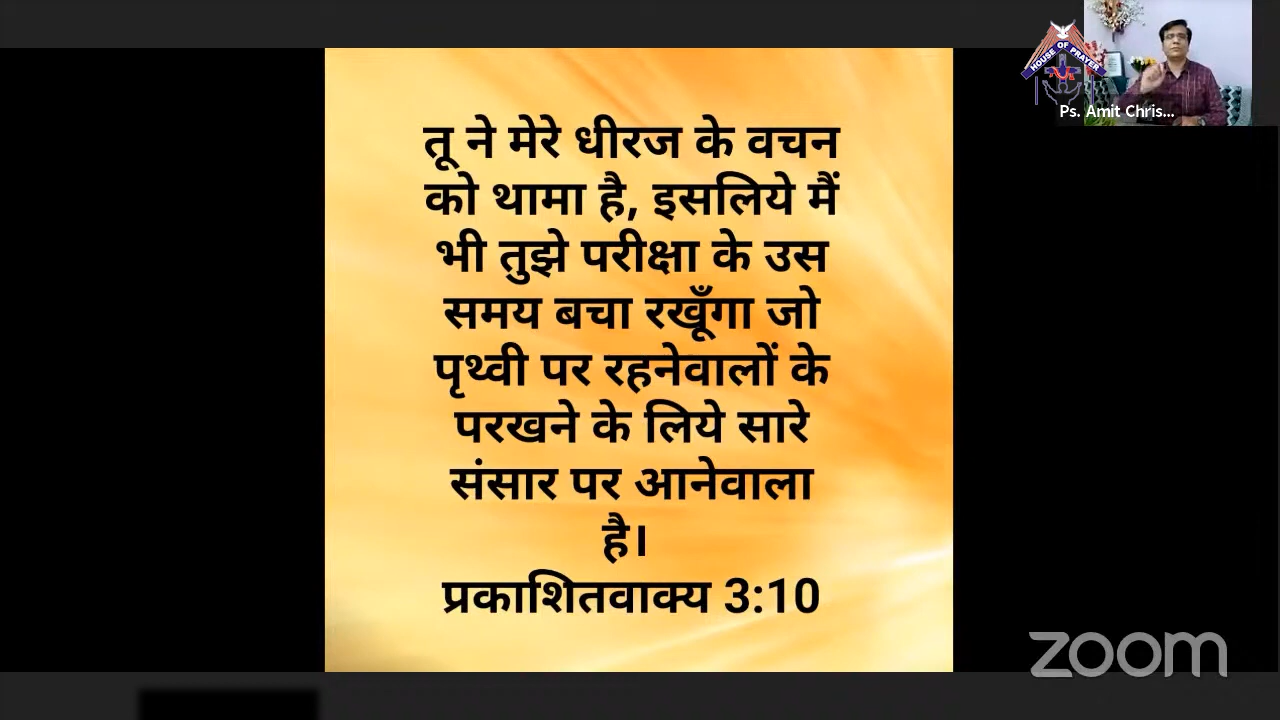 HOUSE OF PRAYER
Ps. Amit Chris...
तू ने मेरे धीरज के वचन
को थामा है, इसलिये मैं
भी तुझे परीक्षा के उस
समय बचा रखूँगा जो
पृथ्वी पर रहनेवालों के
परखने के लिये सारे
संसार पर आनेवाला
है।
प्रकाशितवाक्य 3:10
zoom